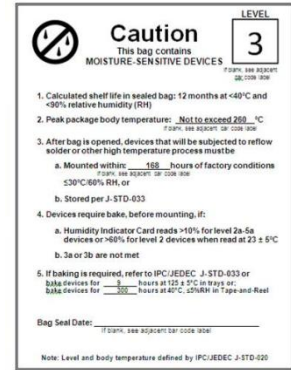 LEVEL
3
If blank, see adjacent
bar code label
Caution
This bag contains
MOISTURE-SENSITIVE DEVICES
1. Calculated shelf life in sealed bag: 12 months at <40°C and
<90% relative humidity (RH)
2. Peak package body temperature: Not to exceed 260 °C
If blank, see adjacent bar code label
3. After bag is opened, devices that will be subjected to reflow
solder or other high temperature process must be
a. Mounted within: 168 hours of factory conditions
If blank, see adjacent bar code label
≤30°C/60% RH, or
b. Stored per J-STD-033
4. Devices require bake, before mounting, if:
a. Humidity Indicator Card reads >10% for level 2a-5a
devices or >60% for level 2 devices when read at 23 ± 5°C
b. 3a or 3b are not met
5. If baking is required, refer to IPC/JEDEC J-STD-033 or
bake devices for 9 hours at 125 ± 5°C in trays or;
bake devices for hours at 40°C, ≤5%RH in Tape-and-Reel
Bag Seal Date:
If blank, see adjacent bar code label
Note: Level and body temperature defined by IPC/JEDEC J-STD-020